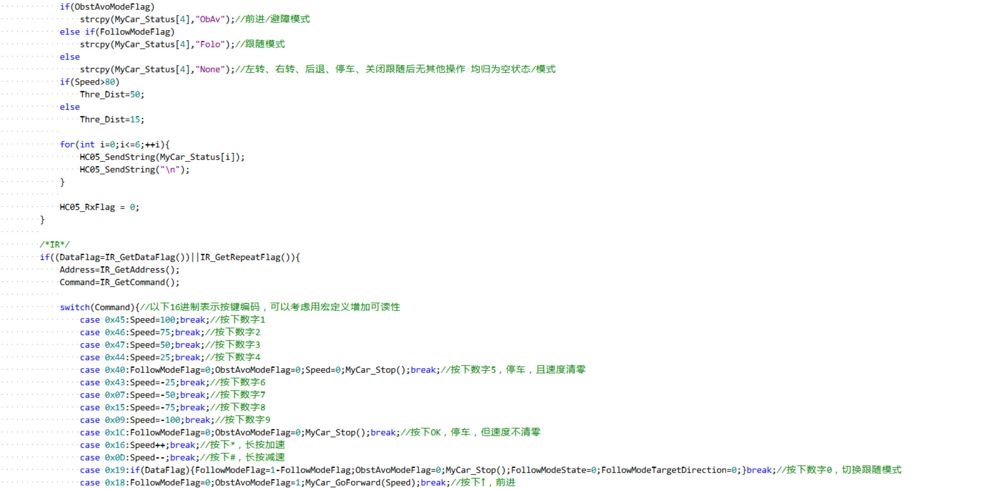 if(ObstAvoModeFlag)
strcpy(MyCar_Status[4],"ObAv");//前进/避障模式
else if(FollowModeFlag)
strcpy(MyCar_Status[4],"Folo");//跟随模式
else
strcpy(MyCar_Status[4],"None");//左转、右转、后退、停车、关闭跟随后无其他操作 均归为空状态/模式
if(Speed>80)
Thre_Dist=50;
else
Thre_Dist=15;
for(int i=0;i<=6;++i){
HC05_SendString(MyCar_Status[i]);
HC05_SendString("\n");
}
HC05_RxFlag = 0;
}
/*IR*/
if((DataFlag=IR_GetDataFlag())||IR_GetRepeatFlag()){
Address=IR_GetAddress();
Command=IR_GetCommand();
switch(Command){//以下16进制表示按键编码，可以考虑用宏定义增加可读性
case 0x45:Speed=100;break;//按下数字1
case 0x46:Speed=75;break;//按下数字2
case 0x47:Speed=50;break;//按下数字3
case 0x44:Speed=25;break;//按下数字4
case 0x40:FollowModeFlag=0;ObstAvoModeFlag=0;Speed=0;MyCar_Stop();break;//按下数字5，停车，且速度清零
case 0x43:Speed=-25;break;//按下数字6
case 0x07:Speed=-50;break;//按下数字7
case 0x15:Speed=-75;break;//按下数字8
case 0x09:Speed=-100;break;//按下数字9
case 0x1C:FollowModeFlag=0;ObstAvoModeFlag=0;MyCar_Stop();break;//按下OK，停车，但速度不清零
case 0x16:Speed++;break;//按下*，长按加速
case 0x0D:Speed--;break;//按下#，长按减速
case 0x19:if(DataFlag){FollowModeFlag=1-FollowModeFlag;ObstAvoModeFlag=0;MyCar_Stop();FollowModeState=0;FollowModeTargetDirection=0;}break;//按下数字0，切换跟随模式
case 0x18:FollowModeFlag=0;ObstAvoModeFlag=1;MyCar_GoForward(Speed);break;//按下↑，前进